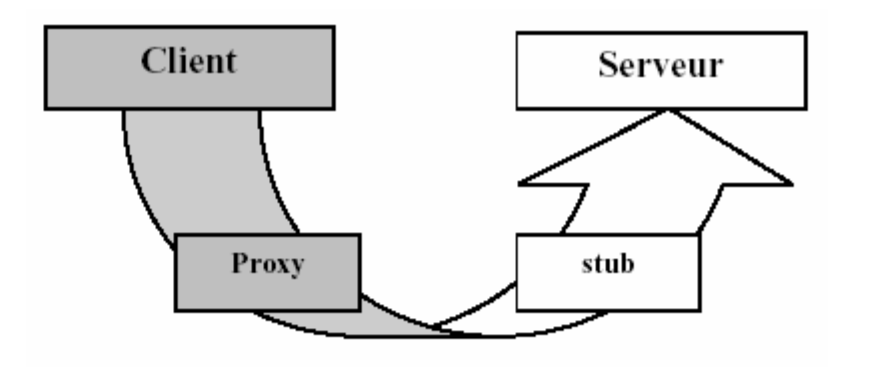 Client
Serveur
Proxy
stub